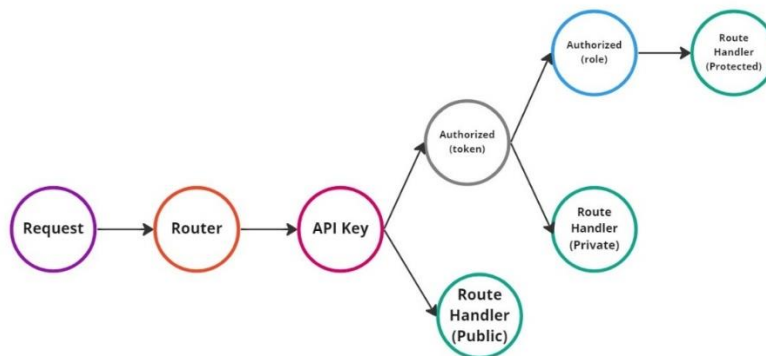 Request
Router
API Key
Authorized
(token)
Authorized
(role)
Route
Handler
(Protected)
Route
Handler
(Private)
Route
Handler
(Public)